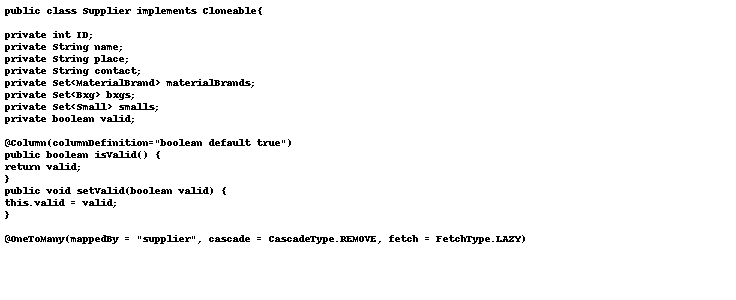 public class Supplier implements Cloneable{
private int ID;
private String name;
private String place;
private String contact;
private Set<MaterialBrand> materialBrands;
private Set<Bxg> bxgs;
private Set<Small> smalls;
private boolean valid;
@Column(columnDefinition="boolean default true")
public boolean isValid() {
return valid;
}
public void setValid(boolean valid) {
this.valid = valid;
}
@OneToMany(mappedBy = "supplier", cascade = CascadeType.REMOVE, fetch = FetchType.LAZY)